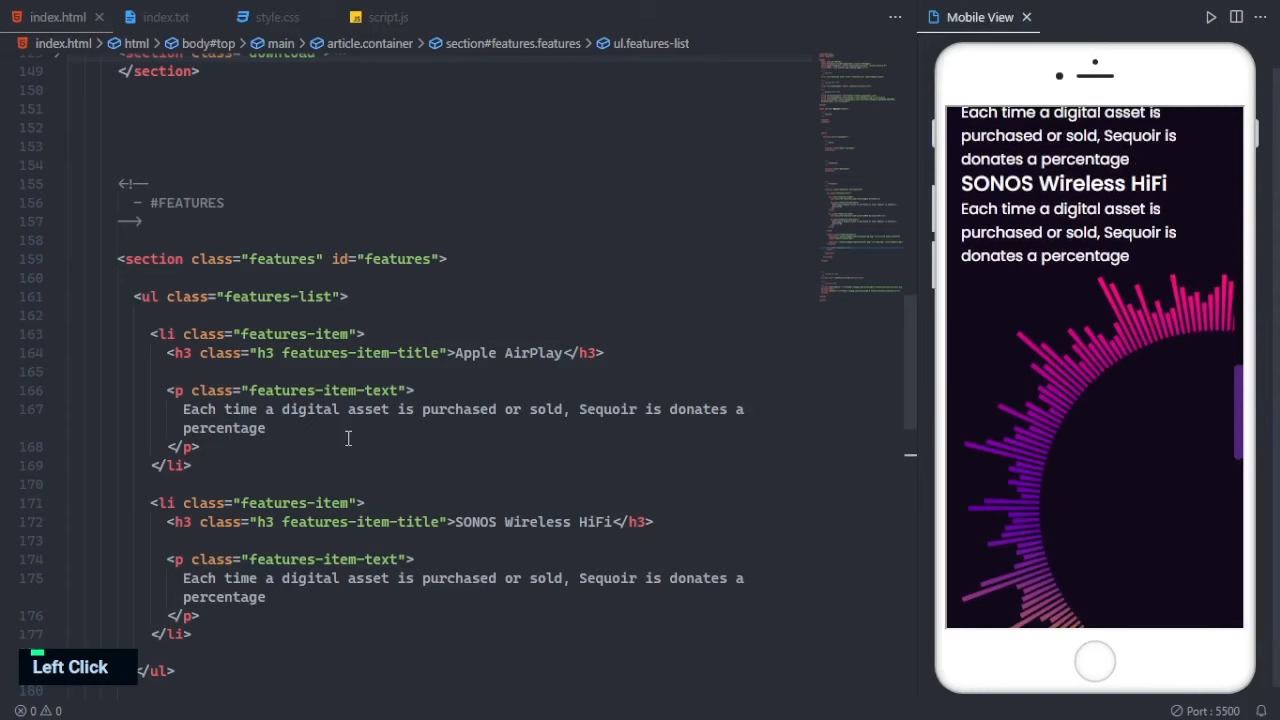 index.html
index.txt
style.css
JS script.js
Mobile View
index.html > html > body#top > main > article.container > section#features.features > ul.features-list
149 </section>
150
151
152
153
154
155 <!--
156 - #FEATURES
157 -->
158
159 <section class="features" id="features">
160
161 <ul class="features-list">
162
163 <li class="features-item">
164 <h3 class="h3 features-item-title">Apple AirPlay</h3>
165
166 <p class="features-item-text">
167 Each time a digital asset is purchased or sold, Sequoir is donates a
percentage
168 </p>
169 </li>
170
171 <li class="features-item">
172 <h3 class="h3 features-item-title">SONOS Wireless HiFi</h3>
173
174 <p class="features-item-text">
175 Each time a digital asset is purchased or sold, Sequoir is donates a
percentage
176 </p>
177 </li>
</ul>
180
Left Click
0 0
Port : 5500
Each time a digital asset is
purchased or sold, Sequoir is
donates a percentage
SONOS Wireless HiFi
Each time a digital asset is
purchased or sold, Sequoir is
donates a percentage